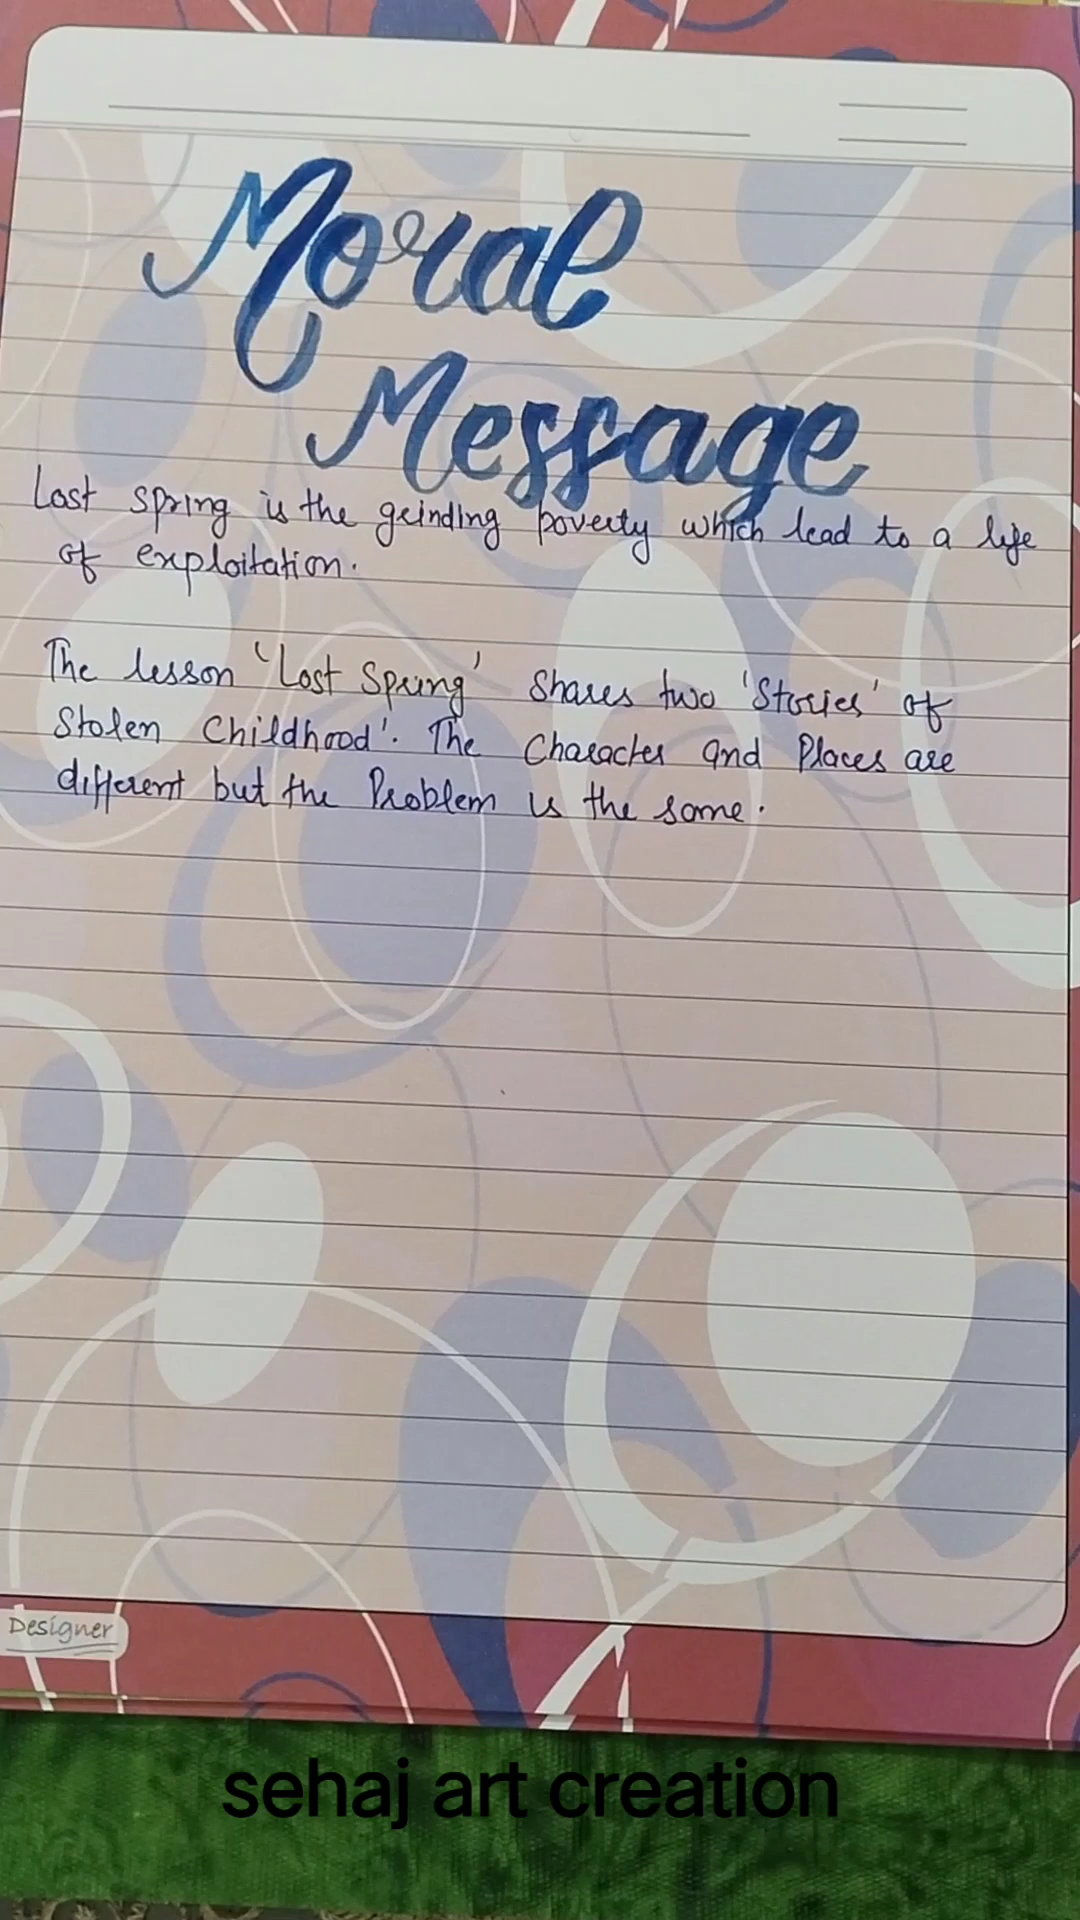 Moral
Message
Lost spring is the grinding poverty which lead to a life
of exploitation.
The lesson 'Lost Spring' Shares two 'Stories' of
Stolen Childhood'. The Character and Places are
different but the Problem is the same.
Designer
sehaj art creation